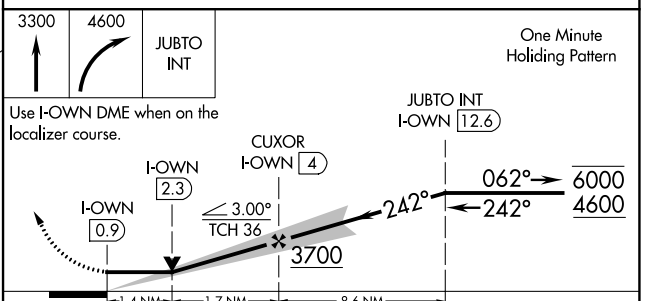 3300
4600
JUBTO
INT
One Minute
Holiding Pattern
Use I-OWN DME when on the
localizer course.
JUBTO INT
I-OWN 12.6
CUXOR
I-OWN 4
I-OWN
2.3
I-OWN
0.9
3.00°
TCH 36
3700
242°
062°
242°
6000
4600
1.4 NM
1.7 NM
8.6 NM